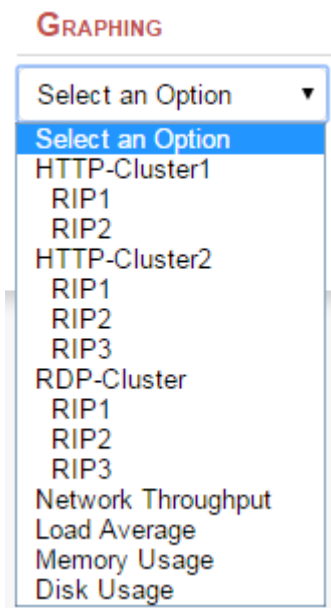 GRAPHING
Select an Option
Select an Option
HTTP-Cluster1
RIP1
RIP2
HTTP-Cluster2
RIP1
RIP2
RIP3
RDP-Cluster
RIP1
RIP2
RIP3
Network Throughput
Load Average
Memory Usage
Disk Usage